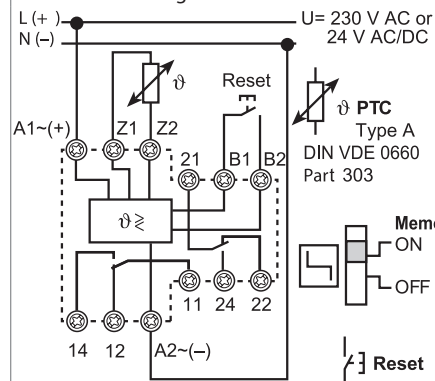 L (+)
U= 230 V AC or
N (–)
24 V AC/DC
ϑ
Reset
ϑ PTC
Type A
DIN VDE 0660
Part 303
A1~(+)
Z1
Z2
21
B1
B2
ϑ≥
ON
OFF
11
24
22
14
12
A2~(–)
Reset